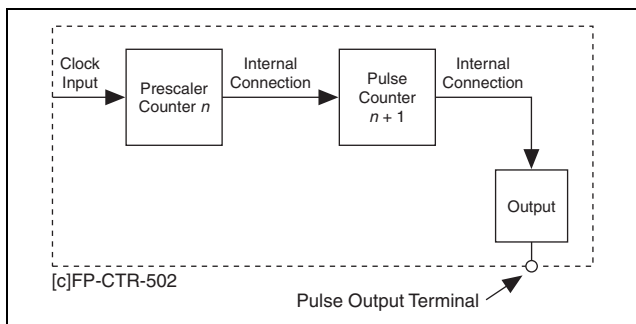 Clock
Input
Prescaler
Counter n
Internal
Connection
Pulse
Counter
n + 1
Internal
Connection
Output
[c]FP-CTR-502
Pulse Output Terminal